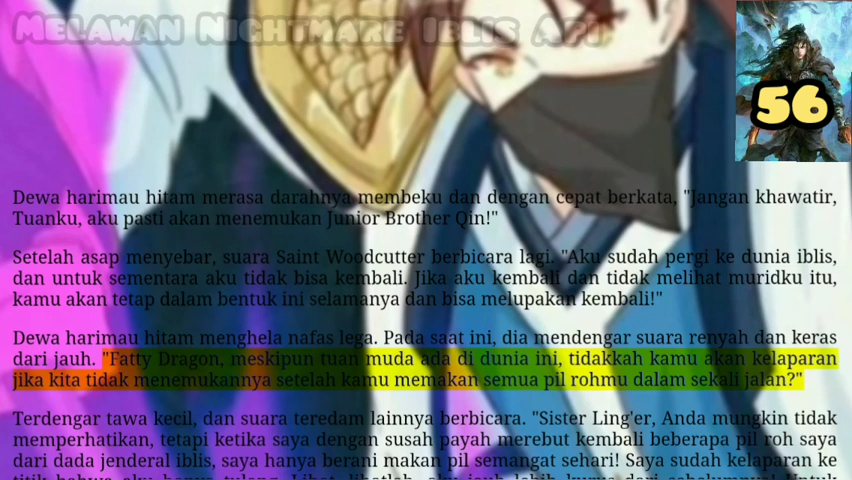 Melawan Nightmare Iblis Api
56
Dewa harimau hitam merasa darahnya membeku dan dengan cepat berkata, "Jangan khawatir,
Tuanku, aku pasti akan menemukan Junior Brother Qin!"
Setelah asap menyebar, suara Saint Woodcutter berbicara lagi. "Aku sudah pergi ke dunia iblis,
dan untuk sementara aku tidak bisa kembali. Jika aku kembali dan tidak melihat muridku itu,
kamu akan tetap dalam bentuk ini selamanya dan bisa melupakan kembali!"
Dewa harimau hitam menghela nafas lega. Pada saat ini, dia mendengar suara renyah dan keras
dari jauh. "Fatty Dragon, meskipun tuan muda ada di dunia ini, tidakkah kamu akan kelaparan
jika kita tidak menemukannya setelah kamu memakan semua pil rohmu dalam sekali jalan?"
Terdengar tawa kecil, dan suara teredam lainnya berbicara. "Sister Ling'er, Anda mungkin tidak
memperhatikan, tetapi ketika saya dengan susah payah merebut kembali beberapa pil roh saya
dari dada jenderal iblis, saya hanya berani makan pil semangat sehari! Saya sudah kelaparan ke